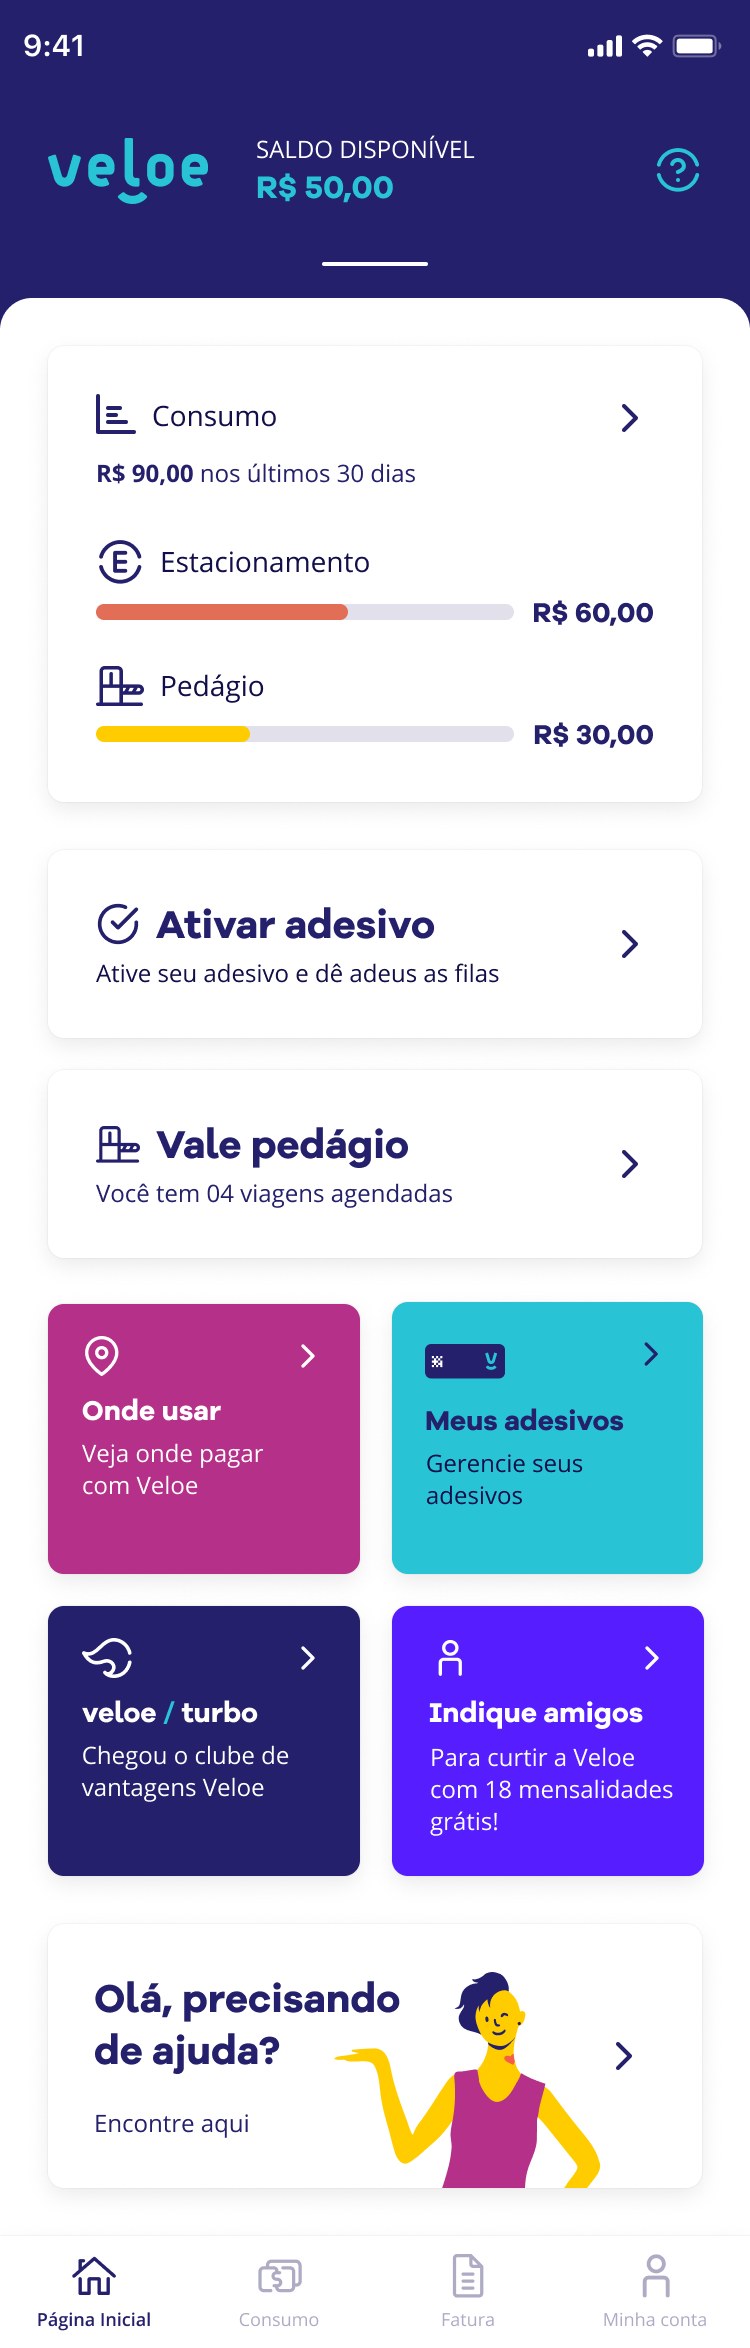 9:41
veloe
SALDO DISPONÍVEL
R$ 50,00
?
Consumo
R$ 90,00 nos últimos 30 dias
E Estacionamento
R$ 60,00
Pedágio
R$ 30,00
Ativar adesivo
Ative seu adesivo e dê adeus as filas
Vale pedágio
Você tem 04 viagens agendadas
Onde usar
Veja onde pagar
com Veloe
Meus adesivos
Gerencie seus
adesivos
veloe / turbo
Chegou o clube de
vantagens Veloe
Indique amigos
Para curtir a Veloe
com 18 mensalidades
grátis!
Olá, precisando
de ajuda?
Encontre aqui
Página Inicial
Consumo
Fatura
Minha conta